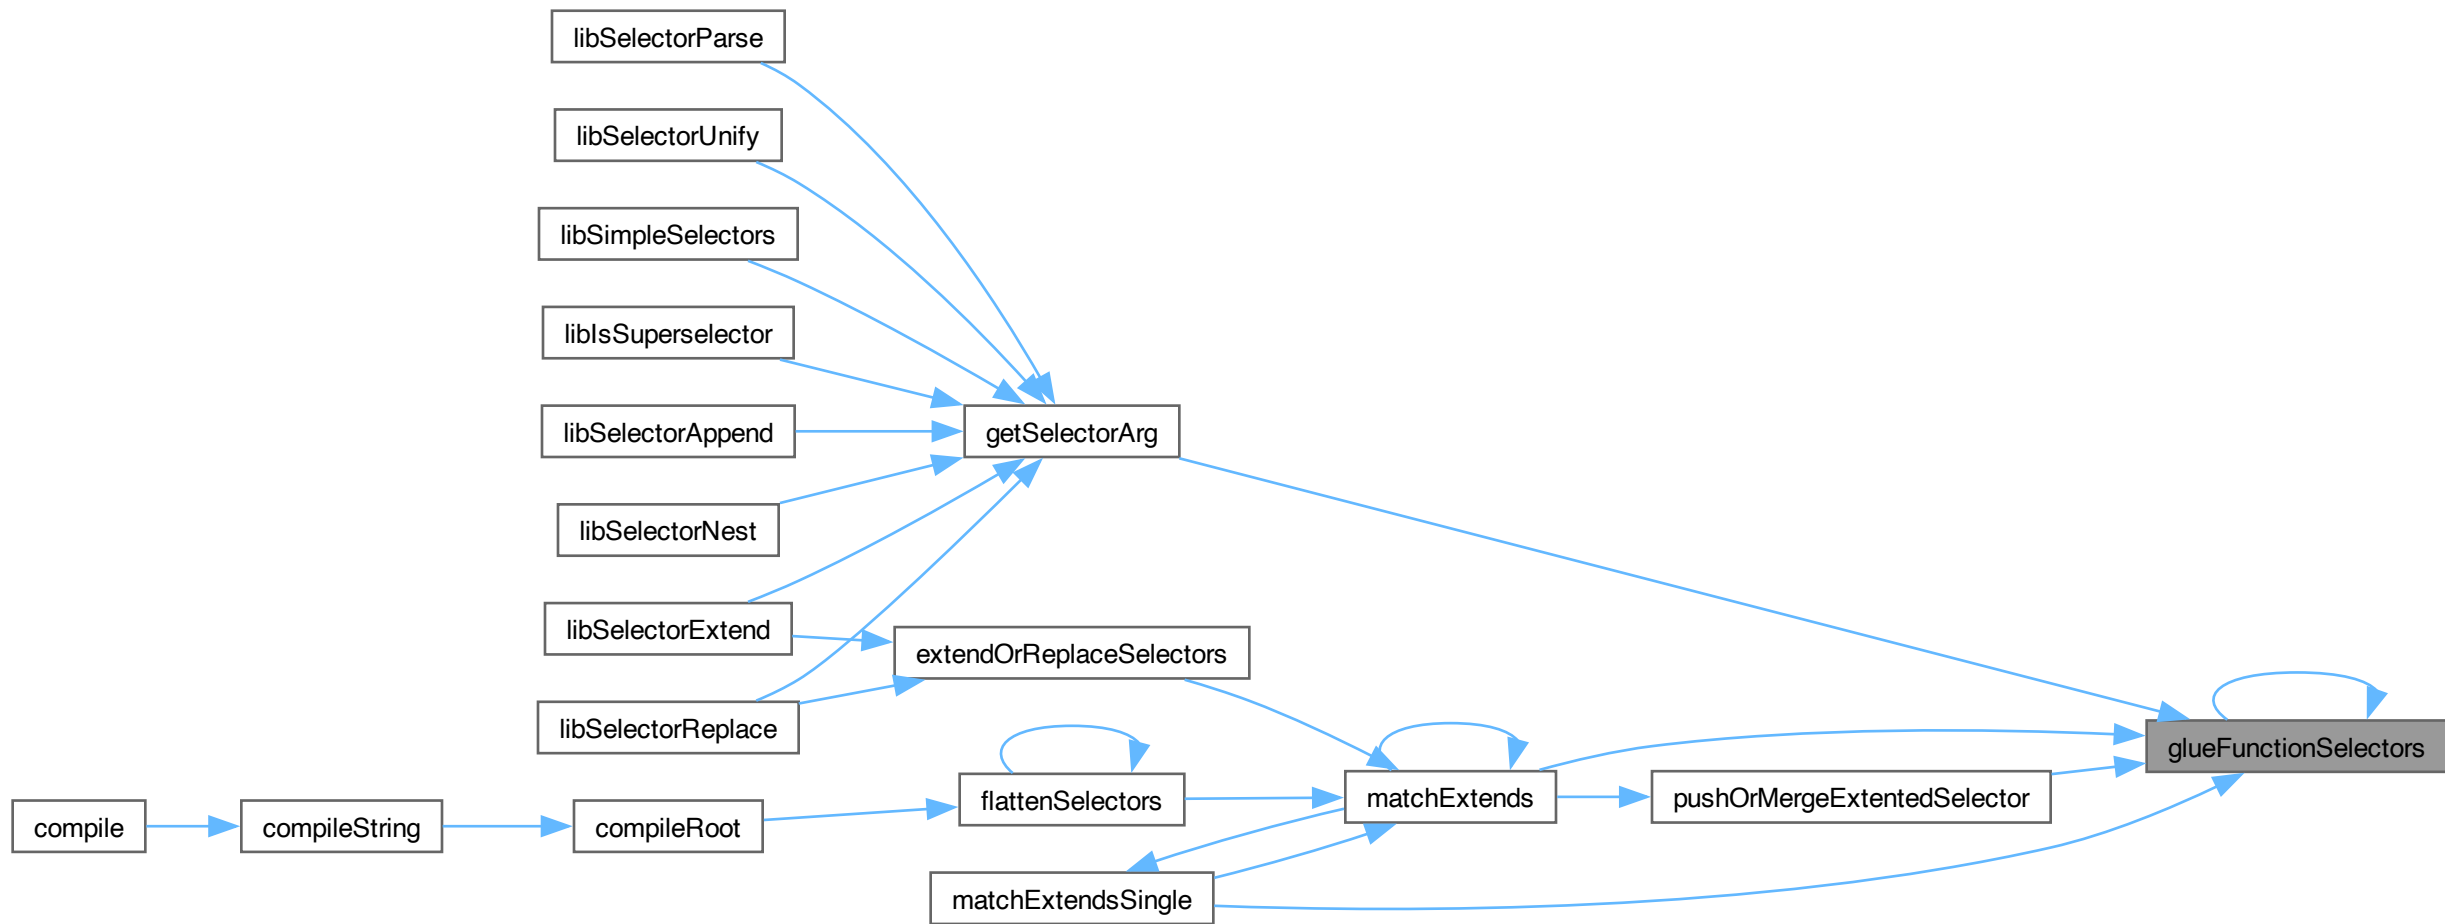 libSelectorParse
libSelectorUnify
libSimpleSelectors
libIsSuperselector
libSelectorAppend
getSelectorArg
libSelectorNest
libSelectorExtend
extendOrReplaceSelectors
libSelectorReplace
glueFunctionSelectors
flattenSelectors
matchExtends
pushOrMergeExtentedSelector
compile
compileString
compileRoot
matchExtendsSingle